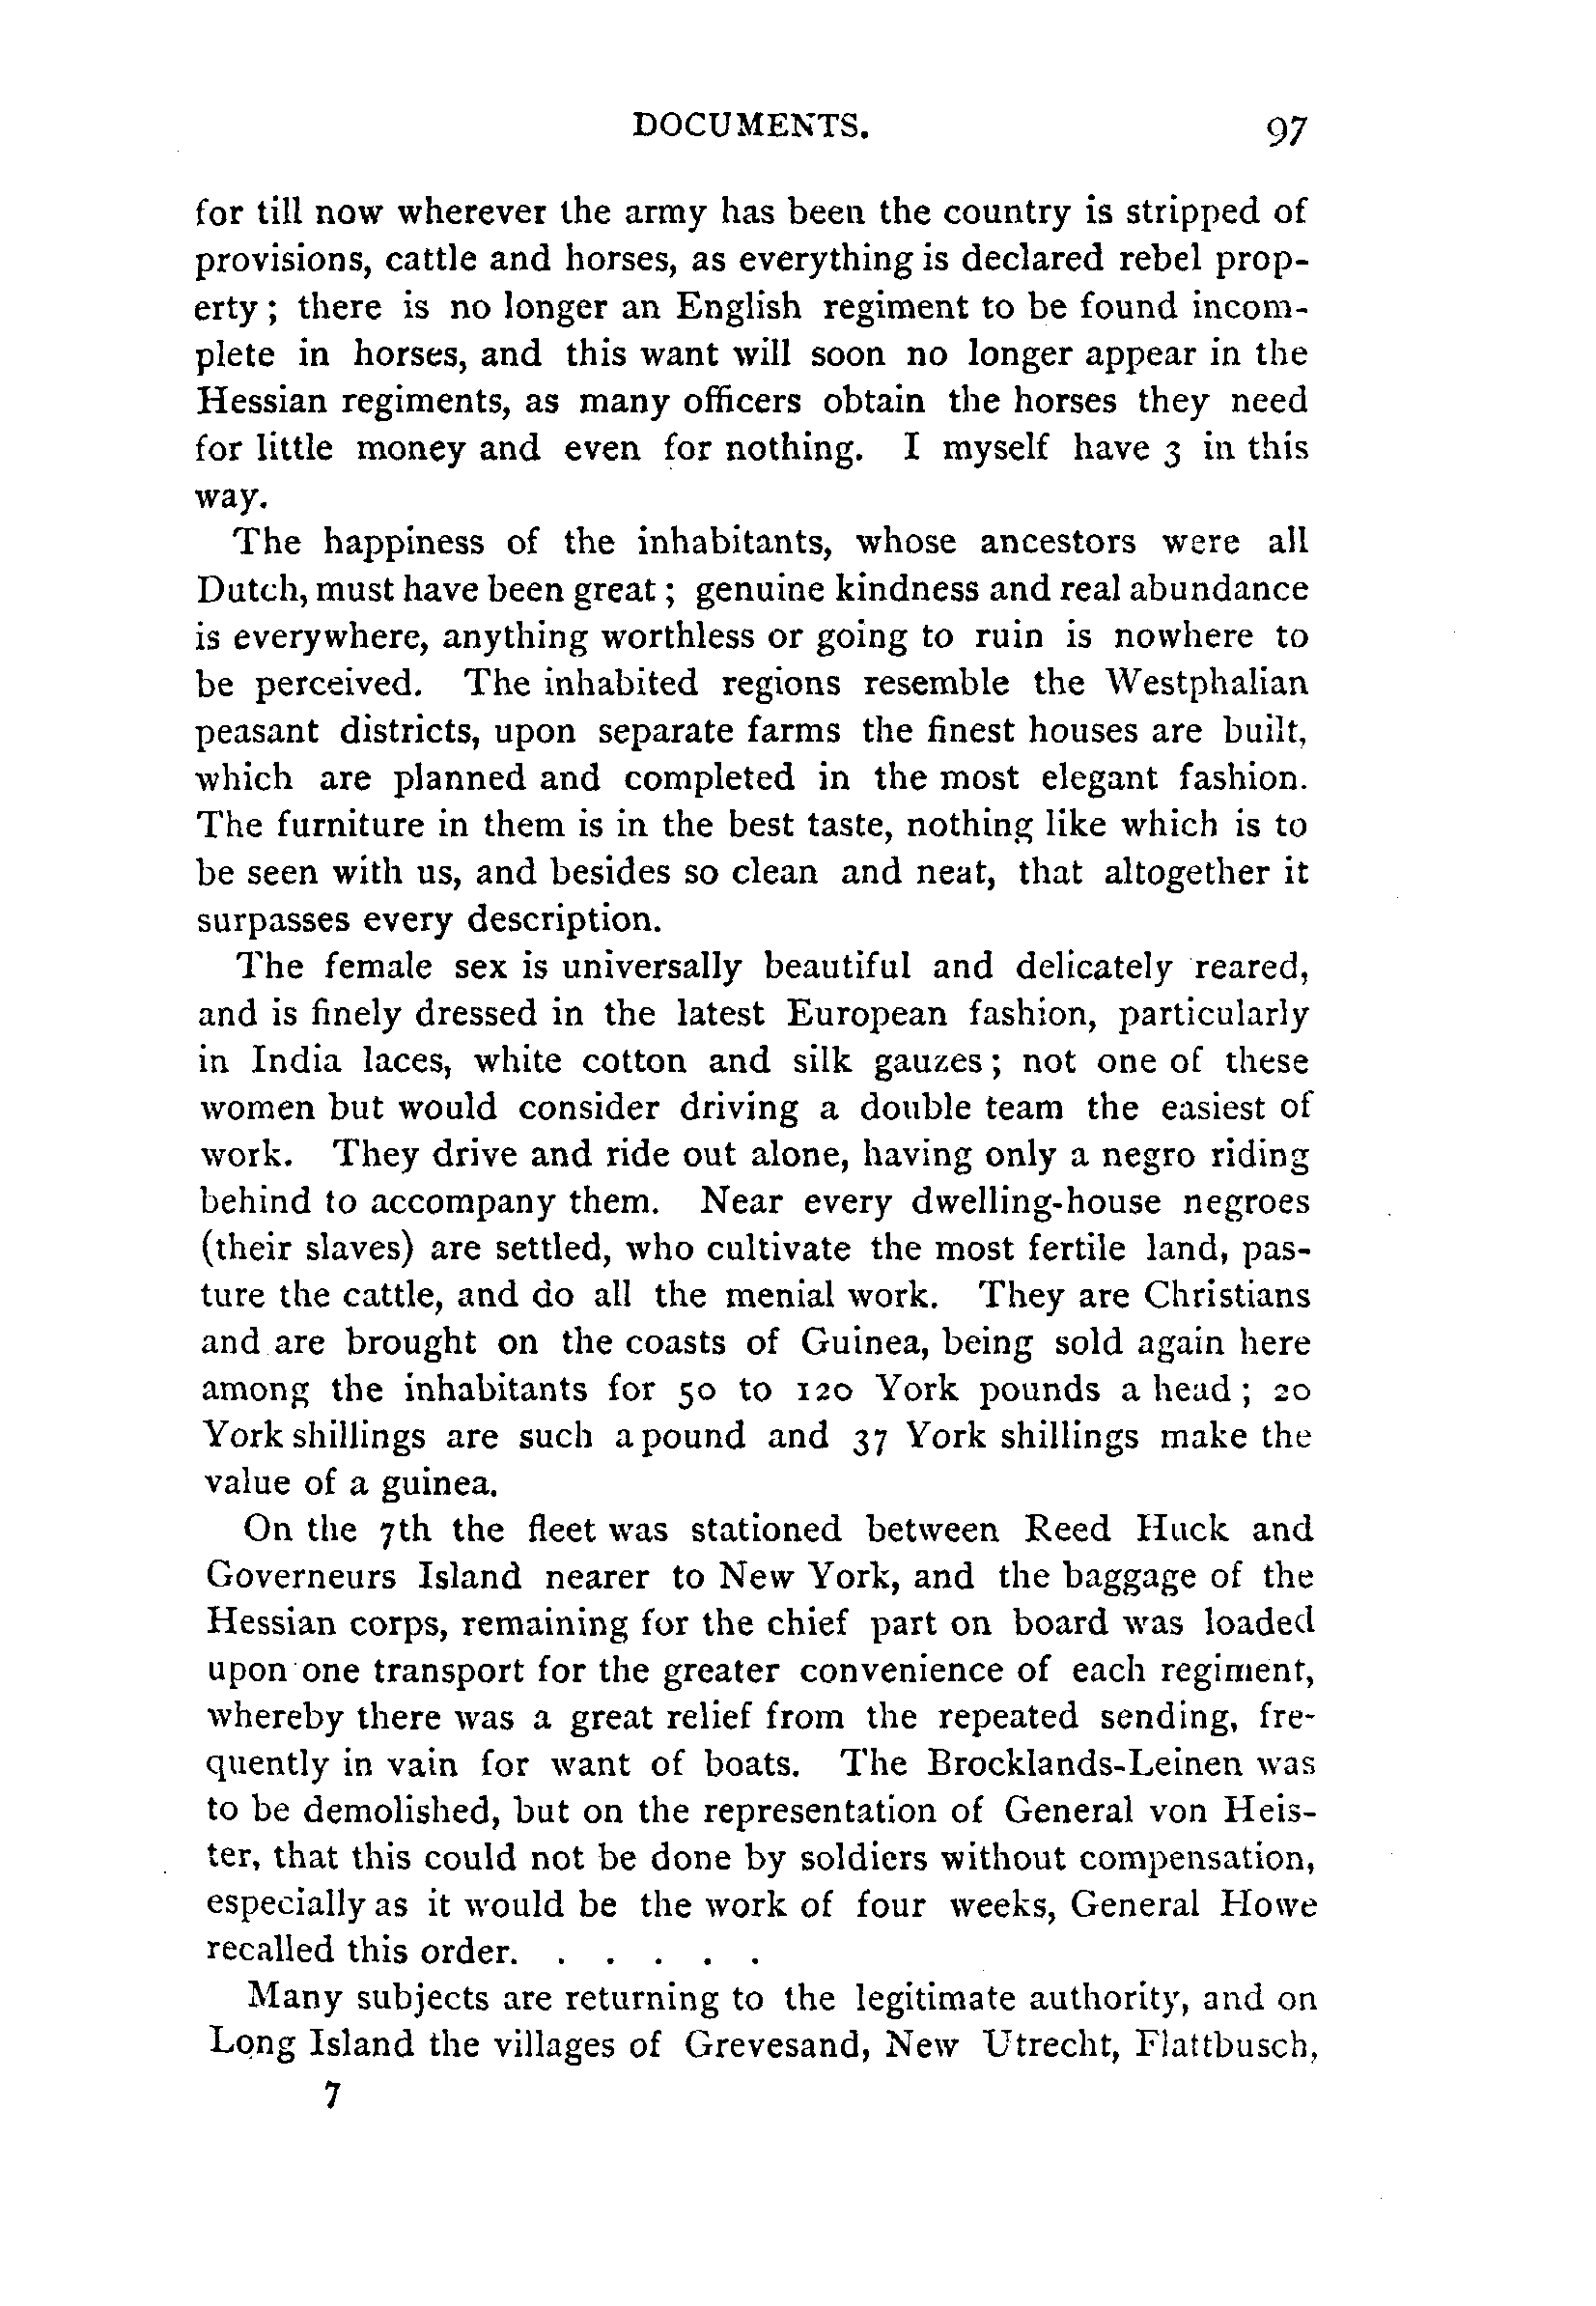 DOCUMENTS. 97
for till now wherever the army has been the country is stripped of
provisions, cattle and horses, as everything is declared rebel prop-
erty ; there is no longer an English regiment to be found incom-
plete in horses, and this want will soon no longer appear in the
Hessian regiments, as many officers obtain the horses they need
for little money and even for nothing. I myself have 3 in this
way.
The happiness of the inhabitants, whose ancestors were all
Dutch, must have been great ; genuine kindness and real abundance
is everywhere, anything worthless or going to ruin is nowhere to
be perceived. The inhabited regions resemble the Westphalian
peasant districts, upon separate farms the finest houses are built,
which are planned and completed in the most elegant fashion.
The furniture in them is in the best taste, nothing like which is to
be seen with us, and besides so clean and neat, that altogether it
surpasses every description.
The female sex is universally beautiful and delicately reared,
and is finely dressed in the latest European fashion, particularly
in India laces, white cotton and silk gauzes ; not one of these
women but would consider driving a double team the easiest of
work. They drive and ride out alone, having only a negro riding
behind to accompany them. Near every dwelling-house negroes
(their slaves) are settled, who cultivate the most fertile land, pas-
ture the cattle, and do all the menial work. They are Christians
and are brought on the coasts of Guinea, being sold again here
among the inhabitants for 50 to 120 York pounds a head ; 20
York shillings are such a pound and 37 York shillings make the
value of a guinea.
On the 7th the fleet was stationed between Reed Huck and
Governeurs Island nearer to New York, and the baggage of the
Hessian corps, remaining for the chief part on board was loaded
upon one transport for the greater convenience of each regiment,
whereby there was a great relief from the repeated sending, fre-
quently in vain for want of boats. The Brocklands-Leinen was
to be demolished, but on the representation of General von Heis-
ter, that this could not be done by soldiers without compensation,
especially as it would be the work of four weeks, General Howe
recalled this order. . . . . .
Many subjects are returning to the legitimate authority, and on
Long Island the villages of Grevesand, New Utrecht, Flattbusch,
7